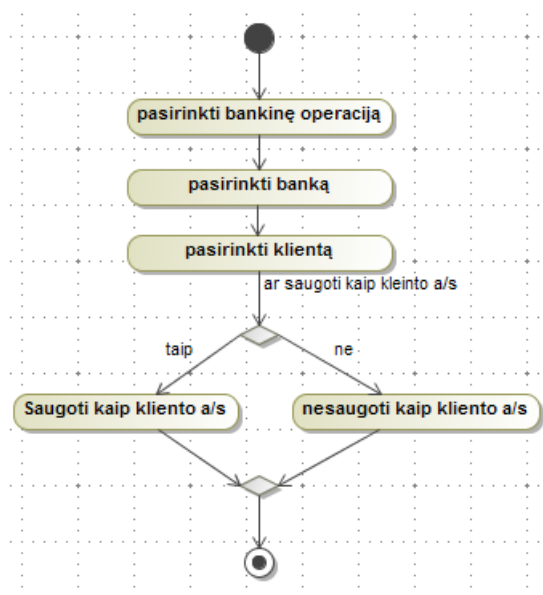 pasirinkti bankinę operaciją
pasirinkti banką
pasirinkti klientą
ar saugoti kaip kleinto a/s
taip
ne
Saugoti kaip kliento a/s
nesaugoti kaip kliento a/s